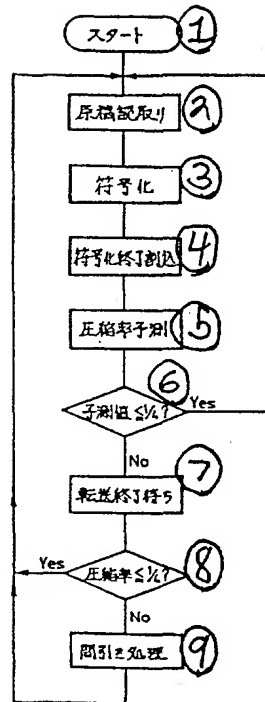 スタート ①
原稿読取り ②
符号化 ③
符号化終了割込 ④
圧縮率予測 ⑤
⑥
予測値≦1/4? Yes
No
⑦
転送終了待ち
Yes 圧縮率≦1/2? ⑧
No
間引き処理 ⑨